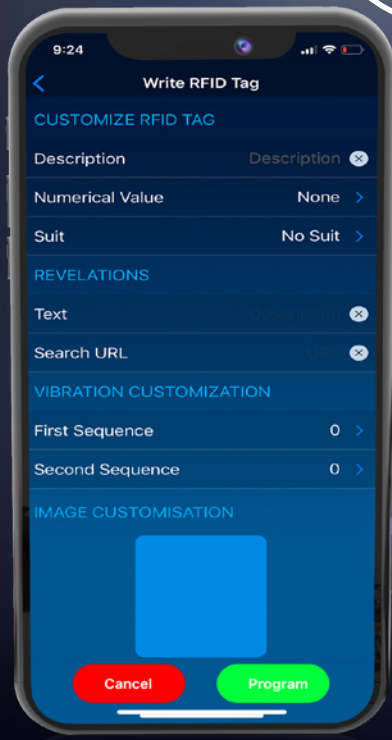 9:24
Write RFID Tag
CUSTOMIZE RFID TAG
Description Description
Numerical Value None
Suit No Suit
REVELATIONS
Text Description
Search URL URL
VIBRATION CUSTOMIZATION
First Sequence 0
Second Sequence 0
IMAGE CUSTOMISATION
Cancel Program